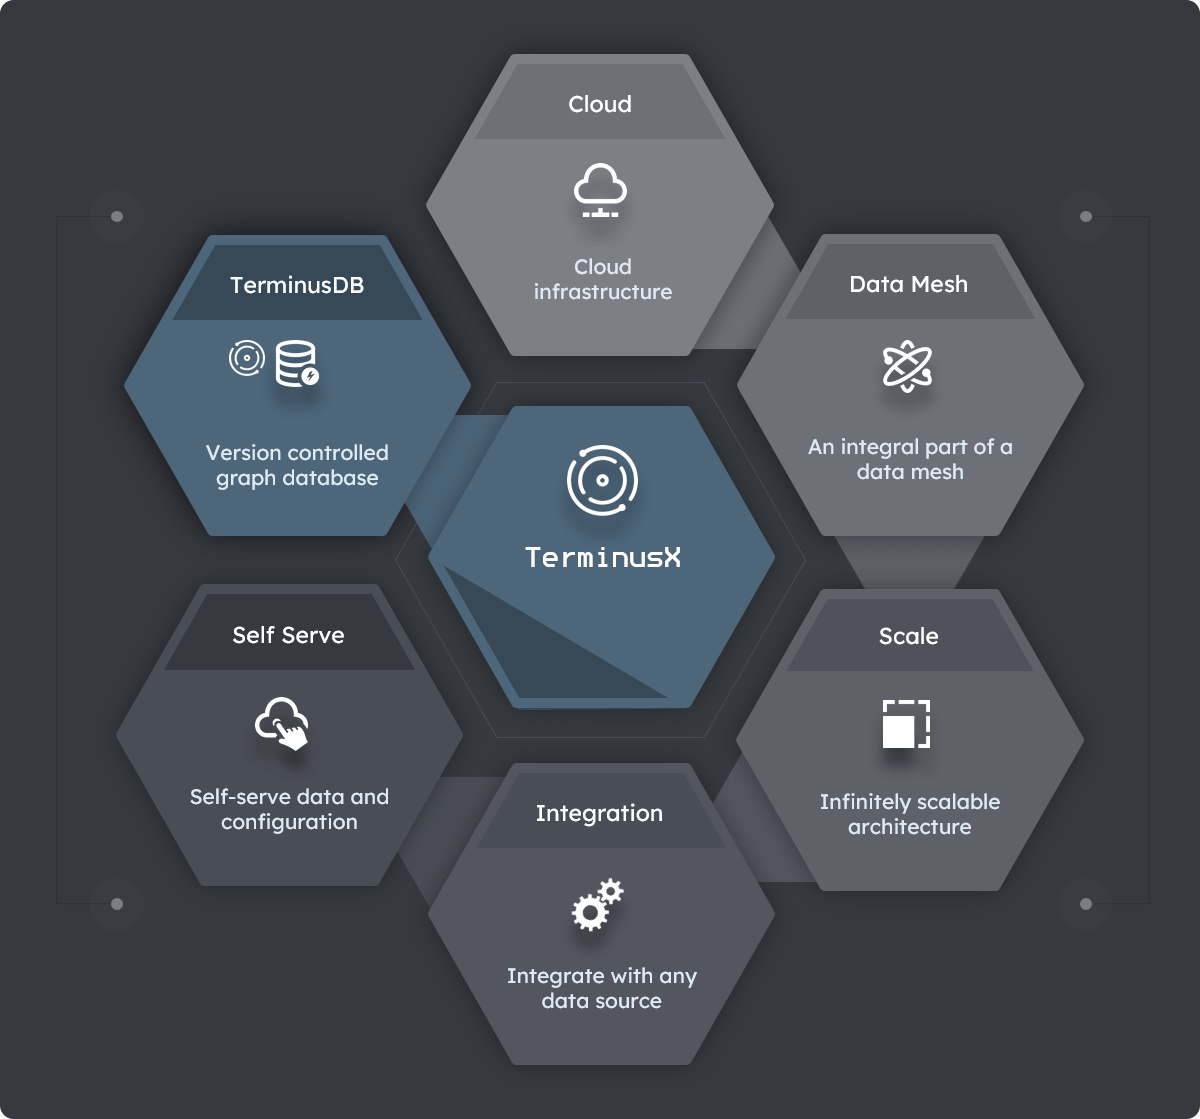 Cloud
Cloud
infrastructure
TerminusDB
Version controlled
graph database
Data Mesh
An integral part of a
data mesh
TerminusX
Self Serve
Self-serve data and
configuration
Scale
Infinitely scalable
architecture
Integration
Integrate with any
data source